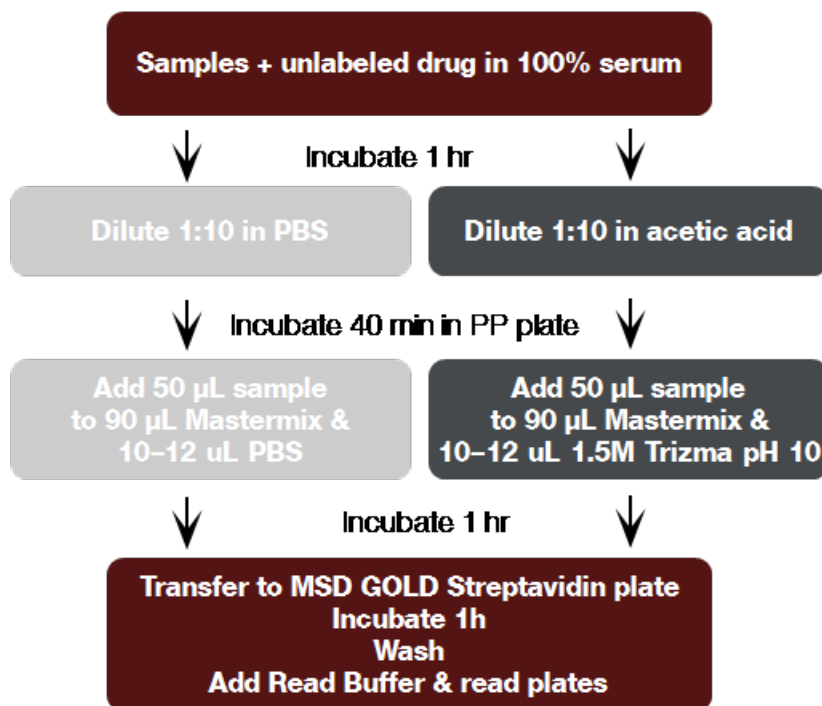 Samples + unlabeled drug in 100% serum
Incubate 1 hr
Dilute 1:10 in PBS
Dilute 1:10 in acetic acid
Incubate 40 min in PP plate
Add 50 µL sample
to 90 µL Mastermix &
10–12 uL PBS
Add 50 µL sample
to 90 µL Mastermix &
10–12 uL 1.5M Trizma pH 10
Incubate 1 hr
Transfer to MSD GOLD Streptavidin plate
Incubate 1h
Wash
Add Read Buffer & read plates